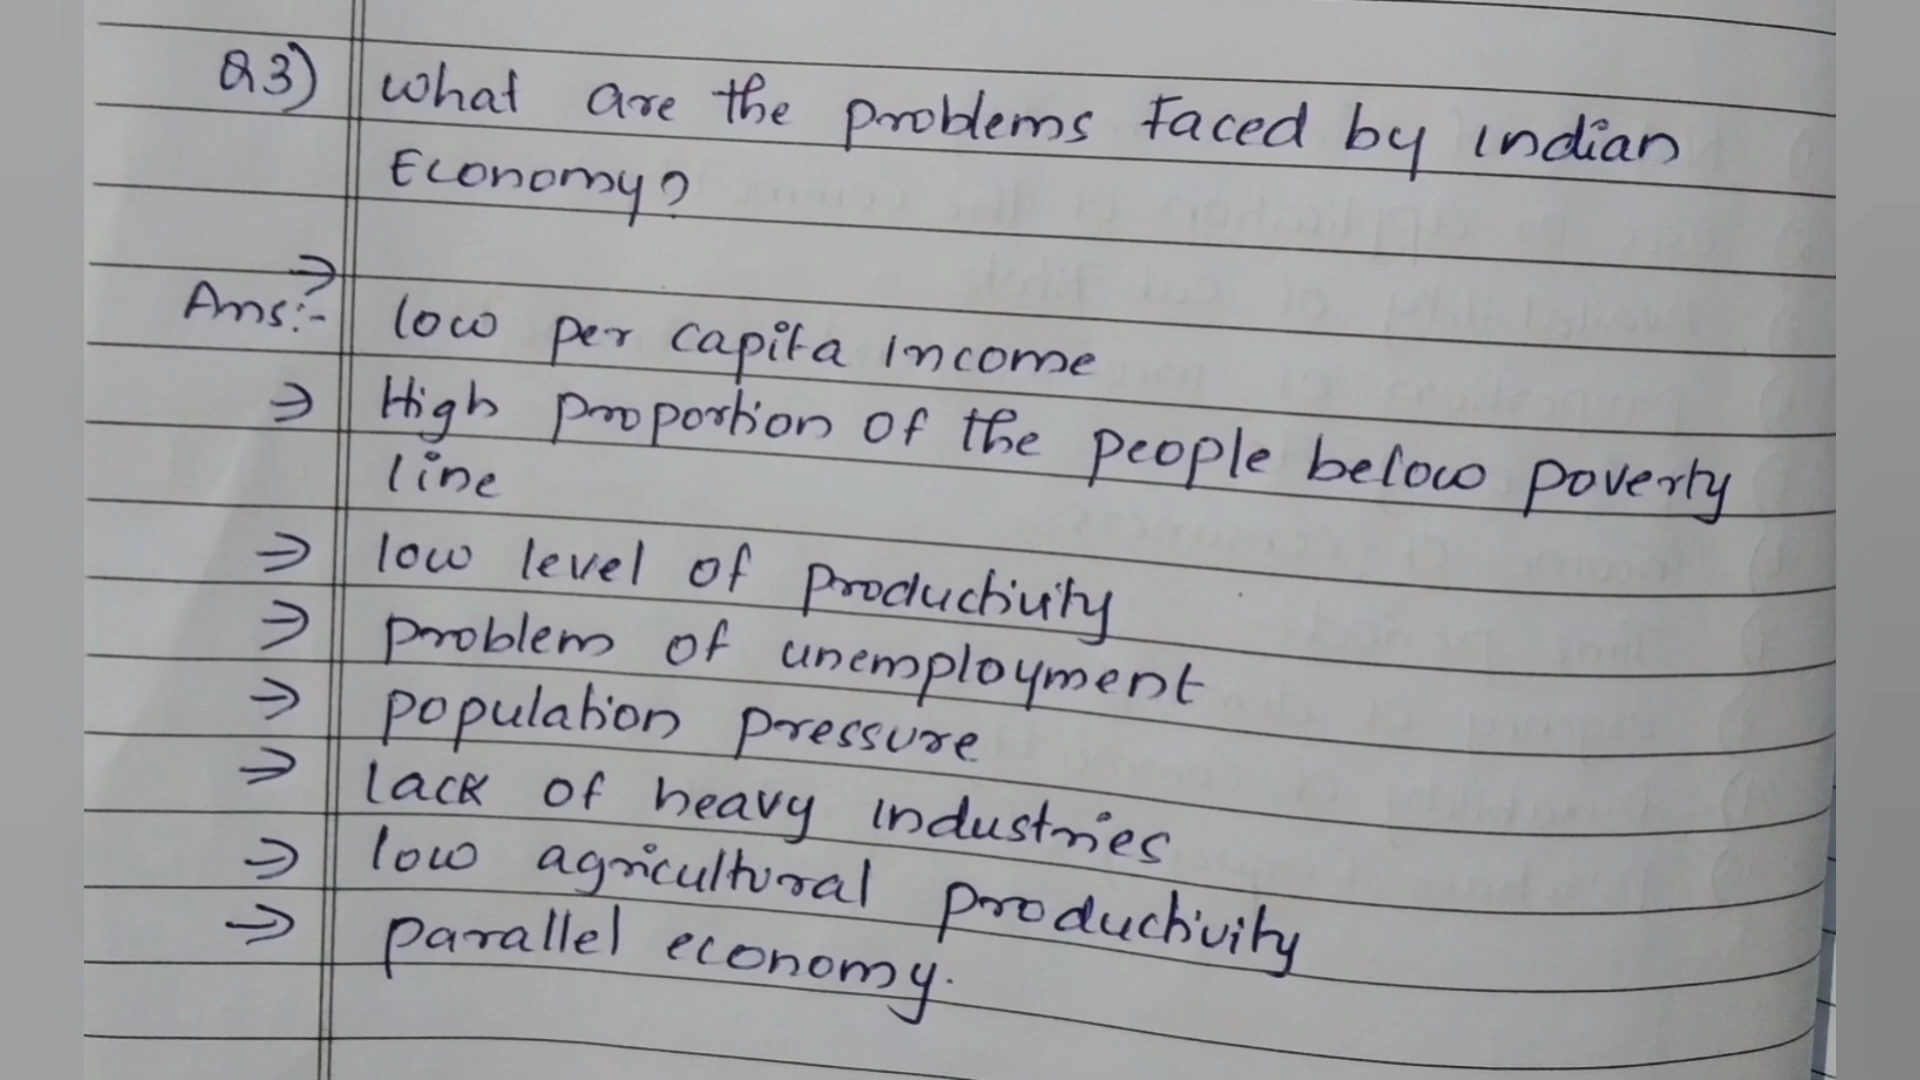 Q3) What are the problems faced by Indian
Economy?
⇒
Ans:- low per capita Income
⇒ High proportion of the people below poverty
line
⇒ low level of productivity
⇒ problem of unemployment
⇒ population pressure
⇒ lack of heavy industries
⇒ low agricultural productivity
⇒ parallel economy.